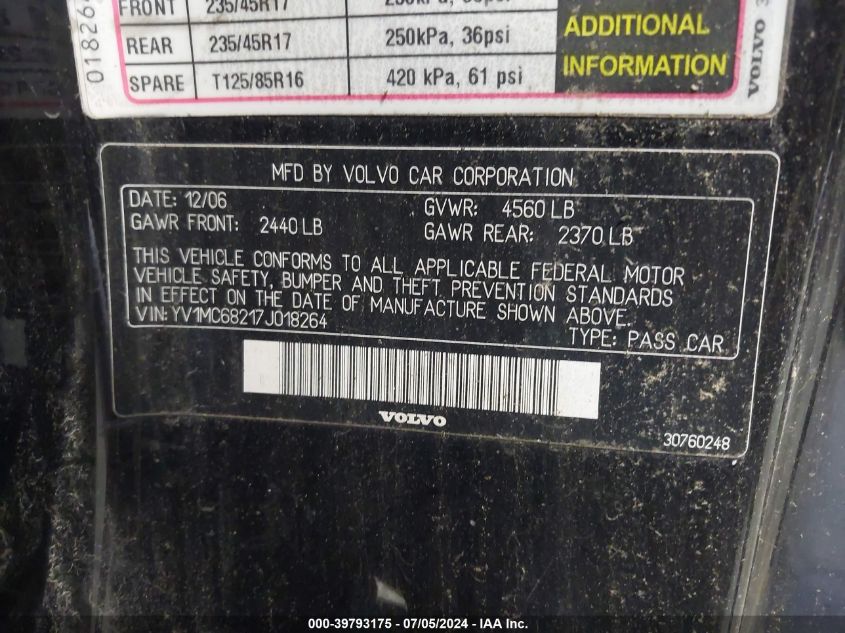 FRONT 235/45R17
REAR 235/45R17 250kPa, 36psi
SPARE T125/85R16 420 kPa, 61 psi
ADDITIONAL
INFORMATION
VOLVO
MFD BY VOLVO CAR CORPORATION
DATE: 12/06 GVWR: 4560 LB
GAWR FRONT: 2440 LB GAWR REAR: 2370 LB
THIS VEHICLE CONFORMS TO ALL APPLICABLE FEDERAL MOTOR
VEHICLE SAFETY, BUMPER AND THEFT PREVENTION STANDARDS
IN EFFECT ON THE DATE OF MANUFACTURE SHOWN ABOVE.
VIN: YV1MC68217J018264
TYPE: PASS CAR
VOLVO
30760248
000-39793175 - 07/05/2024 - IAA Inc.